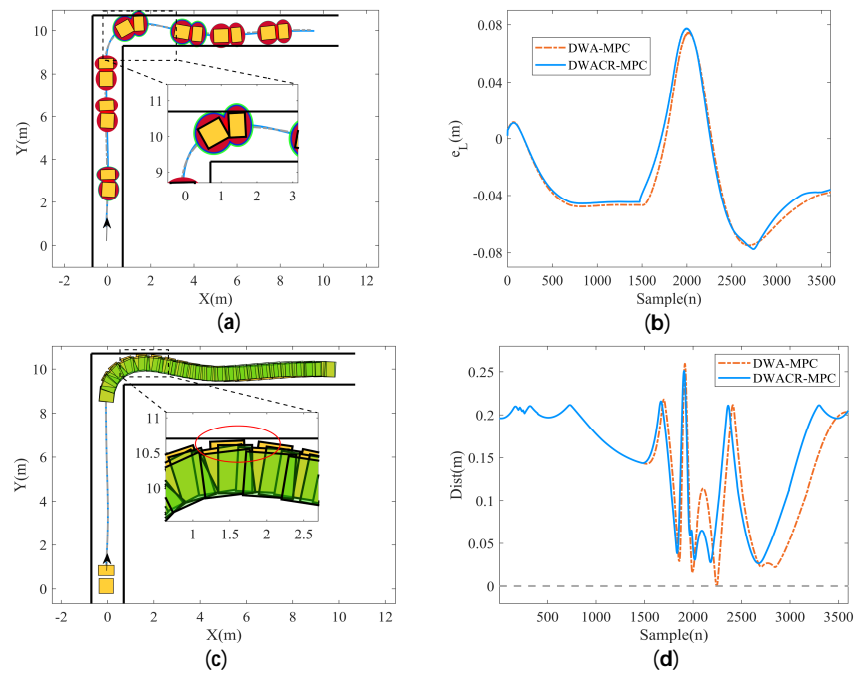 10
8
6
4
2
0
Y(m)
-2 0 2 4 6 8 10 12
X(m)
11
10
9
0 1 2 3
(a)
0.08
0.04
0
-0.04
-0.08
e_L(m)
0 500 1000 1500 2000 2500 3000 3500
Sample(n)
DWA-MPC
DWACR-MPC
(b)
10
8
6
4
2
0
Y(m)
-2 0 2 4 6 8 10 12
X(m)
11
10.5
10
1 1.5 2 2.5
(c)
0.25
0.2
0.15
0.1
0.05
0
Dist(m)
500 1000 1500 2000 2500 3000 3500
Sample(n)
DWA-MPC
DWACR-MPC
(d)